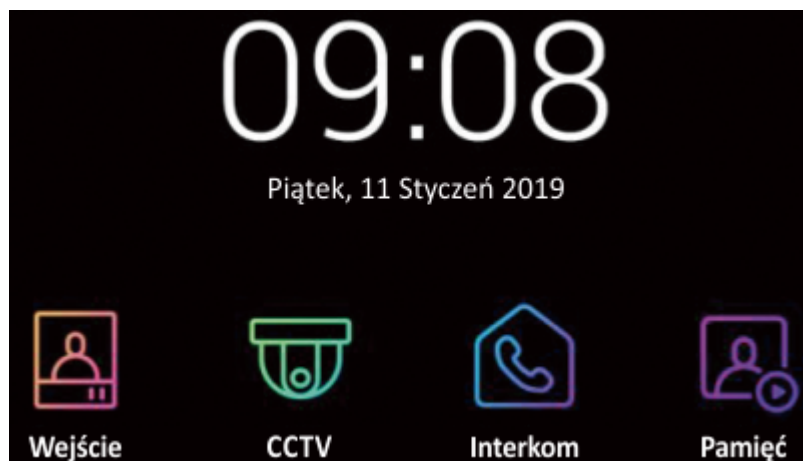 09:08
Piątek, 11 Styczeń 2019
Wejście CCTV Interkom Pamięć